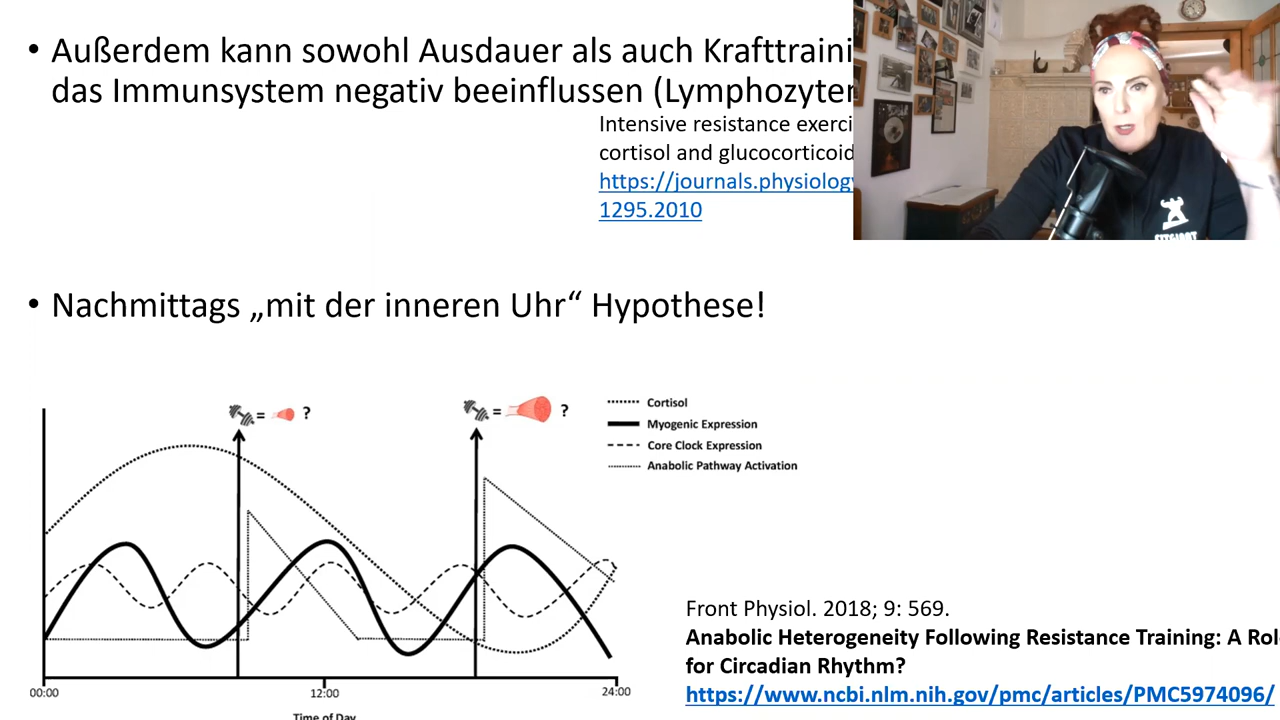 • Außerdem kann sowohl Ausdauer als auch Krafttraini
das Immunsystem negativ beeinflussen (Lymphozyten
Intensive resistance exerci
cortisol and glucocorticoid
https://journals.physiology
1295.2010
• Nachmittags „mit der inneren Uhr“ Hypothese!
= ?
= ?
Cortisol
Myogenic Expression
Core Clock Expression
Anabolic Pathway Activation
00:00
12:00
24:00
Time of Day
Front Physiol. 2018; 9: 569.
Anabolic Heterogeneity Following Resistance Training: A Rol
for Circadian Rhythm?
https://www.ncbi.nlm.nih.gov/pmc/articles/PMC5974096/